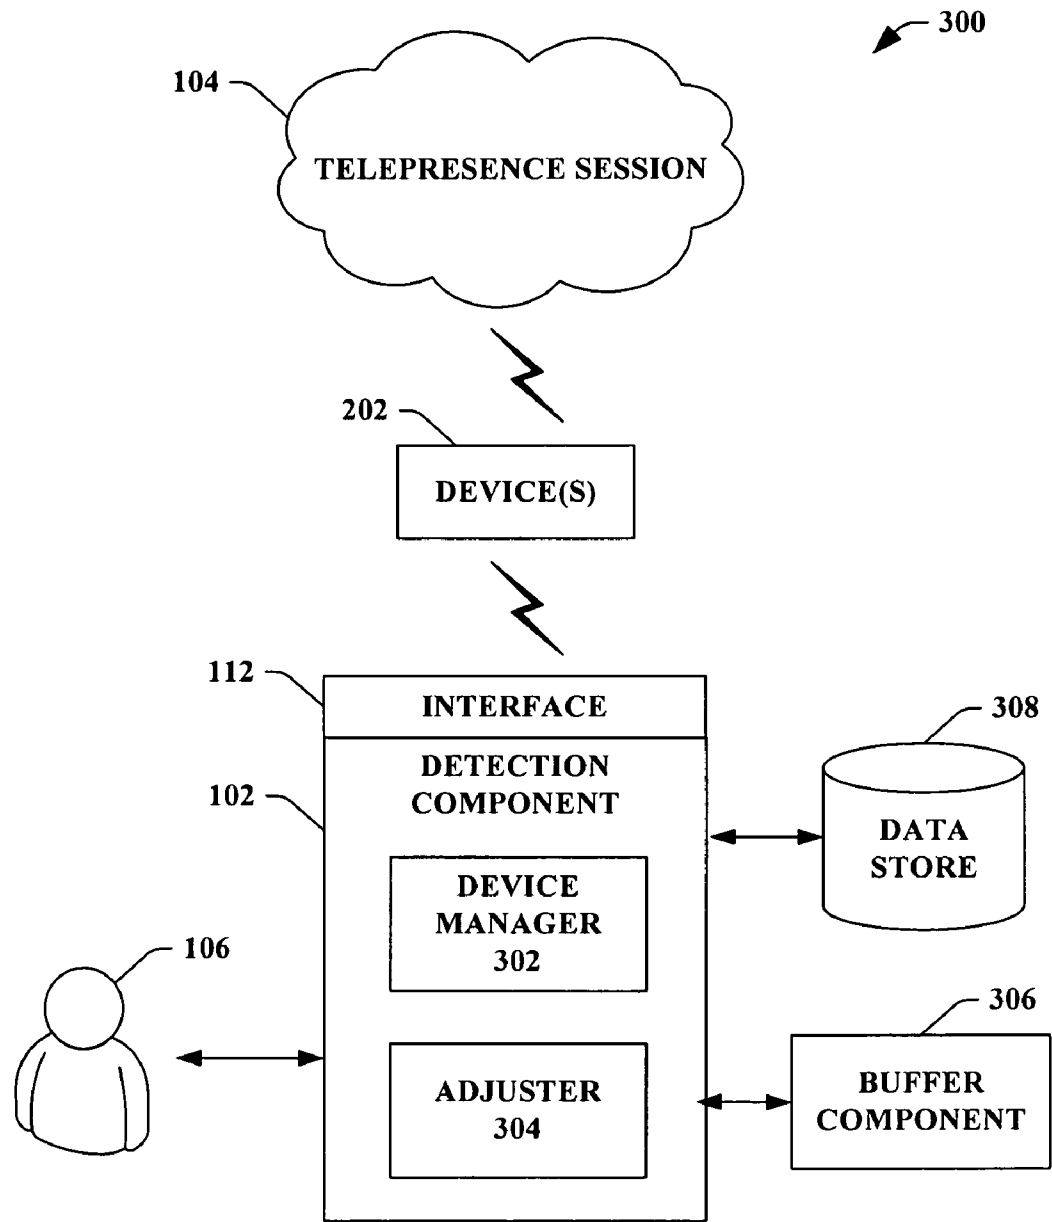 300
104
TELEPRESENCE SESSION
202
DEVICE(S)
112
INTERFACE
308
102
DETECTION
COMPONENT
DATA
STORE
DEVICE
MANAGER
302
106
306
ADJUSTER
304
BUFFER
COMPONENT